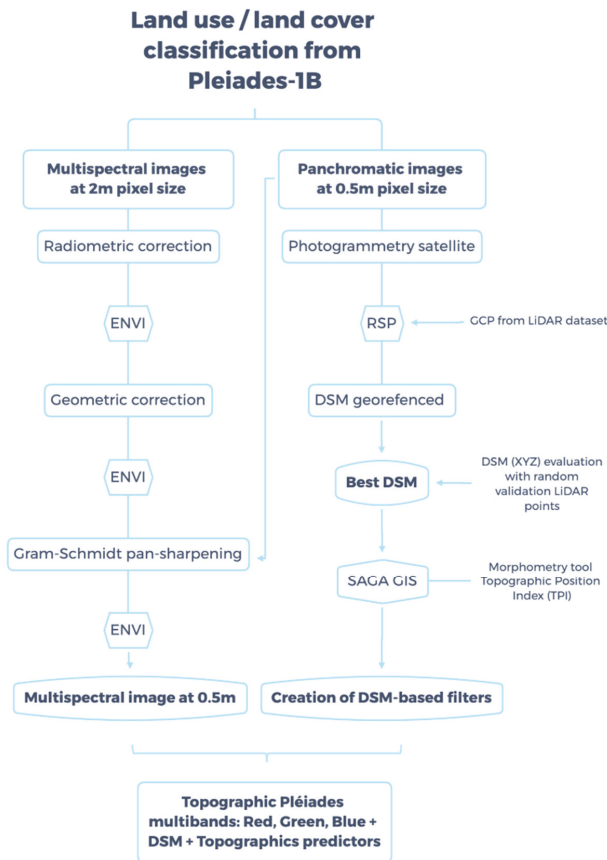 Land use / land cover
classification from
Pleiades-1B
Multispectral images
at 2m pixel size
Panchromatic images
at 0.5m pixel size
Radiometric correction
Photogrammetry satellite
ENVI
RSP
GCP from LiDAR dataset
Geometric correction
DSM georefenced
ENVI
Best DSM
DSM (XYZ) evaluation
with random
validation LiDAR
points
Gram-Schmidt pan-sharpening
SAGA GIS
Morphometry tool
Topographic Position
Index (TPI)
ENVI
Multispectral image at 0.5m
Creation of DSM-based filters
Topographic Pléiades
multibands: Red, Green, Blue +
DSM + Topographics predictors